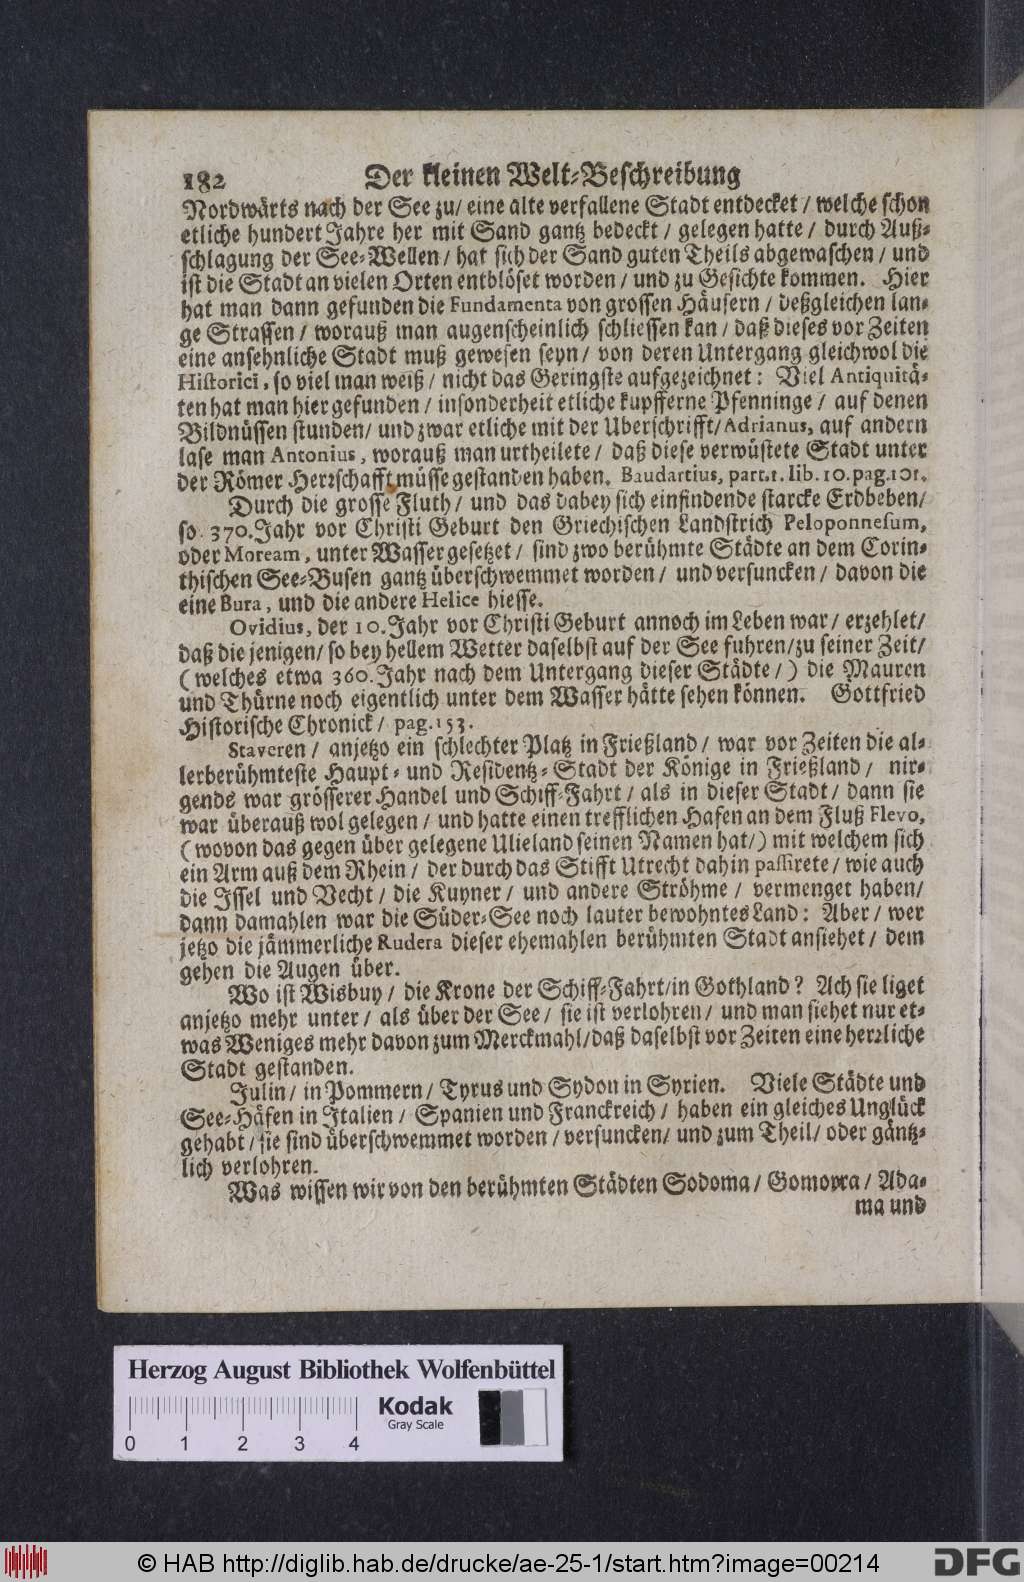 182 Der kleinen Welt-Beschreibung
Nordwärts nach der See zu/ eine alte verfallene Stadt entdecket / welche schon
etliche hundert Jahre her mit Sand gantz bedeckt / gelegen hatte / durch Auß-
schlagung der See-Wellen / hat sich der Sand guten Theils abgewaschen / und
ist die Stadt an vielen Orten entblöset worden / und zu Gesichte kommen. Hier
hat man dann gefunden die Fundamenta von grossen Häusern / deßgleichen lan-
ge Strassen / worauß man augenscheinlich schliessen kan / daß dieses vor Zeiten
eine ansehnliche Stadt muß gewesen seyn / von deren Untergang gleichwol die
Historici, so viel man weiß / nicht das Geringste aufgezeichnet: Viel Antiquitä-
ten hat man hier gefunden / insonderheit etliche kupfferne Pfenninge / auf denen
Bildnüssen stunden/ und zwar etliche mit der Uberschrifft/ Adrianus, auf andern
lase man Antonius, worauß man urtheilete / daß diese verwüstete Stadt unter
der Römer Herrschafft müsse gestanden haben. Baudartius, part.1. lib.10.pag.101.
Durch die grosse Fluth / und das dabey sich einfindende starcke Erdbeben/
so 370. Jahr vor Christi Geburt den Griechischen Landstrich Peloponnesum,
oder Moream, unter Wasser gesetzet / sind zwo berühmte Städte an dem Corin-
thischen See-Busen gantz überschwemmet worden / und versuncken / davon die
eine Bura, und die andere Helice hiesse.
Ovidius, der 10. Jahr vor Christi Geburt annoch im Leben war / erzehlet/
daß die jenigen/ so bey hellem Wetter daselbst auf der See fuhren/ zu seiner Zeit/
( welches etwa 360. Jahr nach dem Untergang dieser Städte / ) die Mauren
und Thürne noch eigentlich unter dem Wasser hätte sehen können. Gottfried
Historische Chronick / pag.153.
Staveren / anjetzo ein schlechter Platz in Frießland / war vor Zeiten die al-
lerberühmteste Haupt- und Residentz-Stadt der Könige in Frießland / nir-
gends war grösserer Handel und Schiff-Fahrt / als in dieser Stadt / dann sie
war überauß wol gelegen / und hatte einen trefflichen Hafen an dem Fluß Flevo,
( wovon das gegen über gelegene Ulieland seinen Namen hat/ ) mit welchem sich
ein Arm auß dem Rhein / der durch das Stifft Utrecht dahin passirete / wie auch
die Issel und Vecht / die Kuyner / und andere Ströhme / vermenget haben/
dann damahlen war die Süder-See noch lauter bewohntes Land: Aber / wer
jetzo die jämmerliche Rudera dieser ehemahlen berühmten Stadt ansiehet / dem
gehen die Augen über.
Wo ist Wisbuy / die Krone der Schiff-Fahrt/ in Gothland? Ach sie liget
anjetzo mehr unter / als über der See / sie ist verlohren / und man siehet nur et-
was Weniges mehr davon zum Merckmahl/ daß daselbst vor Zeiten eine herrliche
Stadt gestanden.
Julin / in Pommern / Tyrus und Sydon in Syrien. Viele Städte und
See-Häfen in Italien / Spanien und Franckreich / haben ein gleiches Unglück
gehabt / sie sind überschwemmet worden / versuncken/ und zum Theil/ oder gäntz-
lich verlohren.
Was wissen wir von den berühmten Städten Sodoma / Gomorra / Ada-
ma und
Herzog August Bibliothek Wolfenbüttel
Kodak
Gray Scale
0 1 2 3 4
© HAB http://diglib.hab.de/drucke/ae-25-1/start.htm?image=00214
DFG